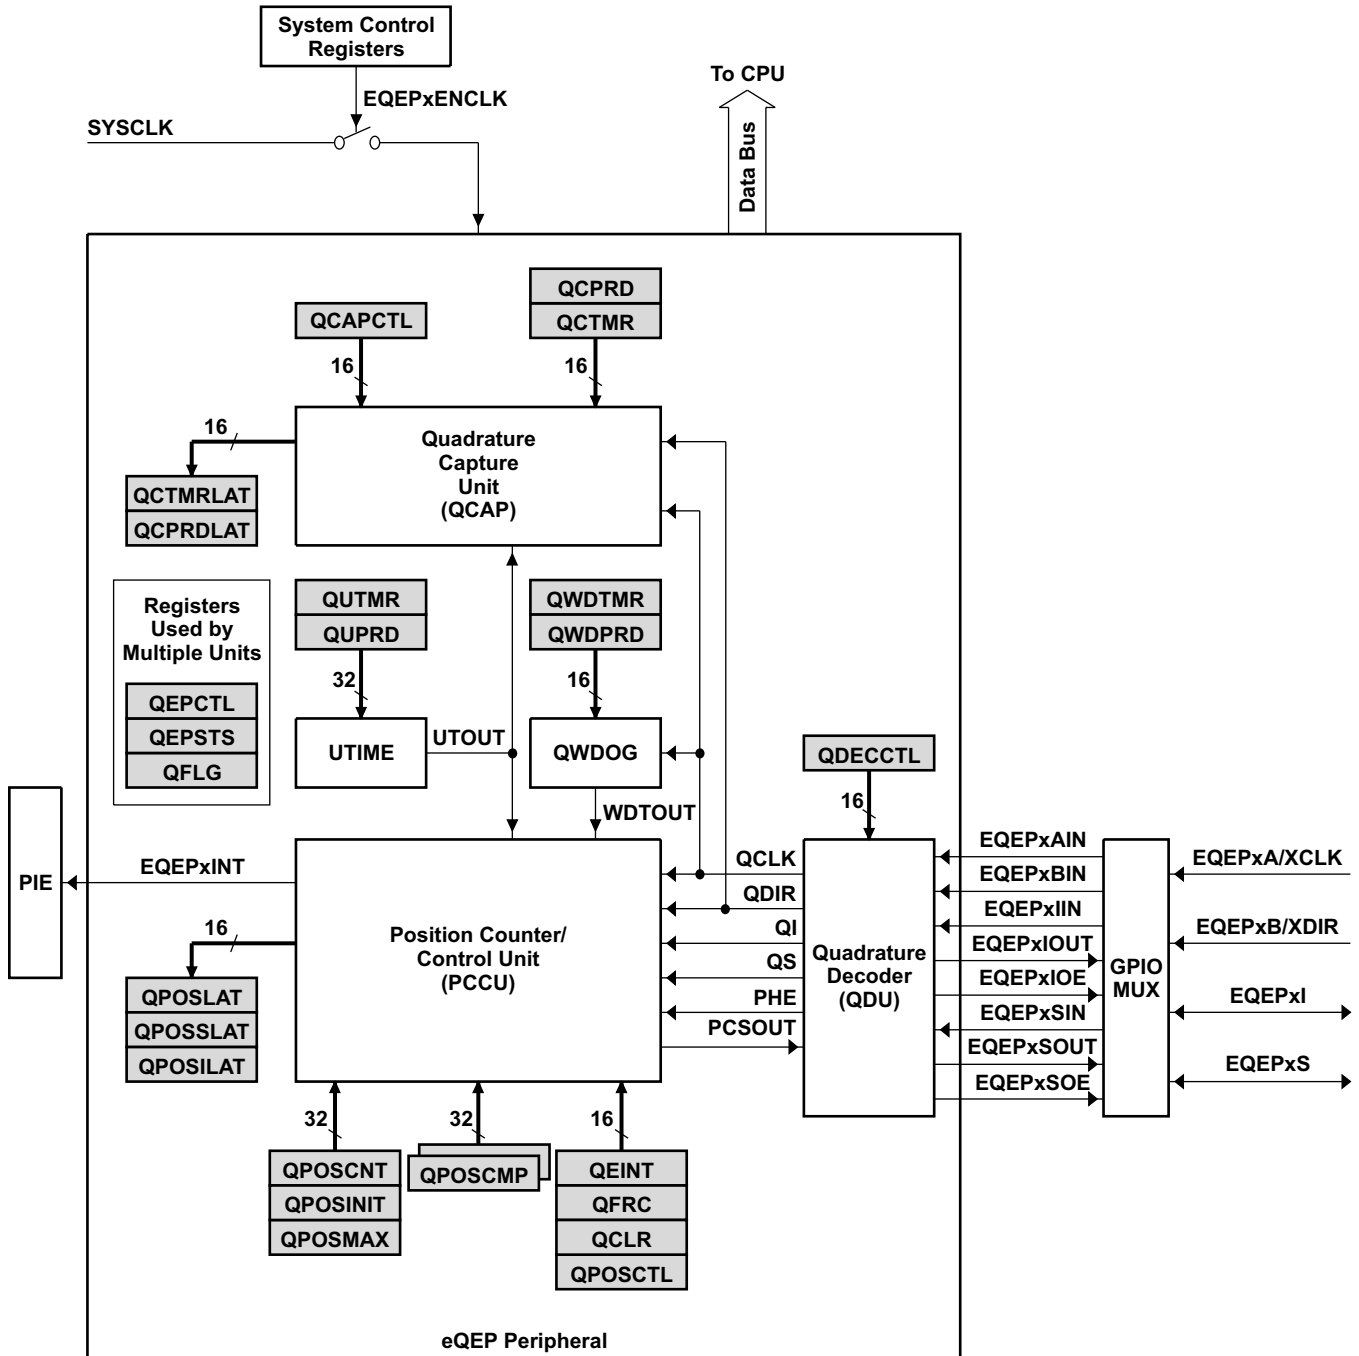 System Control
Registers
To CPU
EQEPxENCLK
SYSCLK
Data Bus
QCPRD
QCAPCTL
QCTMR
16
16
16
Quadrature
Capture
Unit
(QCAP)
QCTMRLAT
QCPRDLAT
Registers
Used by
Multiple Units
QEPCTL
QEPSTS
QFLG
QUTMR
QUPRD
QWDTMR
QWDPRD
32
16
UTIME
UTOUT
QWDOG
WDTOUT
QDECCTL
16
PIE
EQEPxINT
16
Position Counter/
Control Unit
(PCCU)
QCLK
QDIR
QI
QS
PHE
PCSOUT
Quadrature
Decoder
(QDU)
EQEPxAIN
EQEPxBIN
EQEPxIIN
EQEPxIOUT
EQEPxIOE
EQEPxSIN
EQEPxSOUT
EQEPxSOE
GPIO
MUX
EQEPxA/XCLK
EQEPxB/XDIR
EQEPxI
EQEPxS
QPOSLAT
QPOSSLAT
QPOSILAT
32
32
16
QPOSCNT
QPOSINIT
QPOSMAX
QPOSCMP
QEINT
QFRC
QCLR
QPOSCTL
eQEP Peripheral